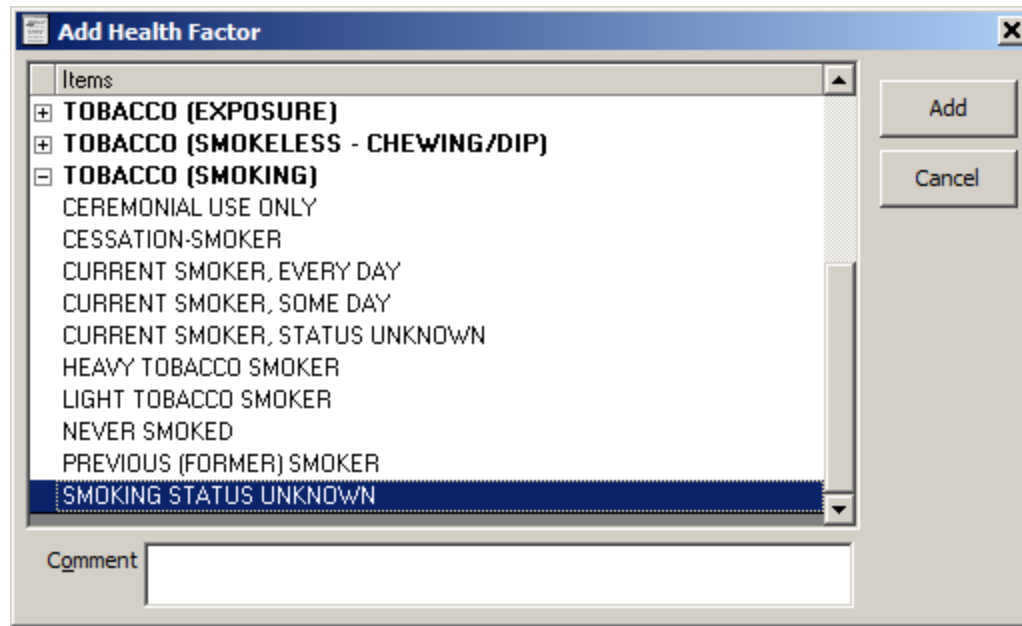 Add Health Factor
Items
TOBACCO (EXPOSURE)
TOBACCO (SMOKELESS - CHEWING/DIP)
TOBACCO (SMOKING)
CEREMONIAL USE ONLY
CESSATION-SMOKER
CURRENT SMOKER, EVERY DAY
CURRENT SMOKER, SOME DAY
CURRENT SMOKER, STATUS UNKNOWN
HEAVY TOBACCO SMOKER
LIGHT TOBACCO SMOKER
NEVER SMOKED
PREVIOUS (FORMER) SMOKER
SMOKING STATUS UNKNOWN
Add
Cancel
Comment